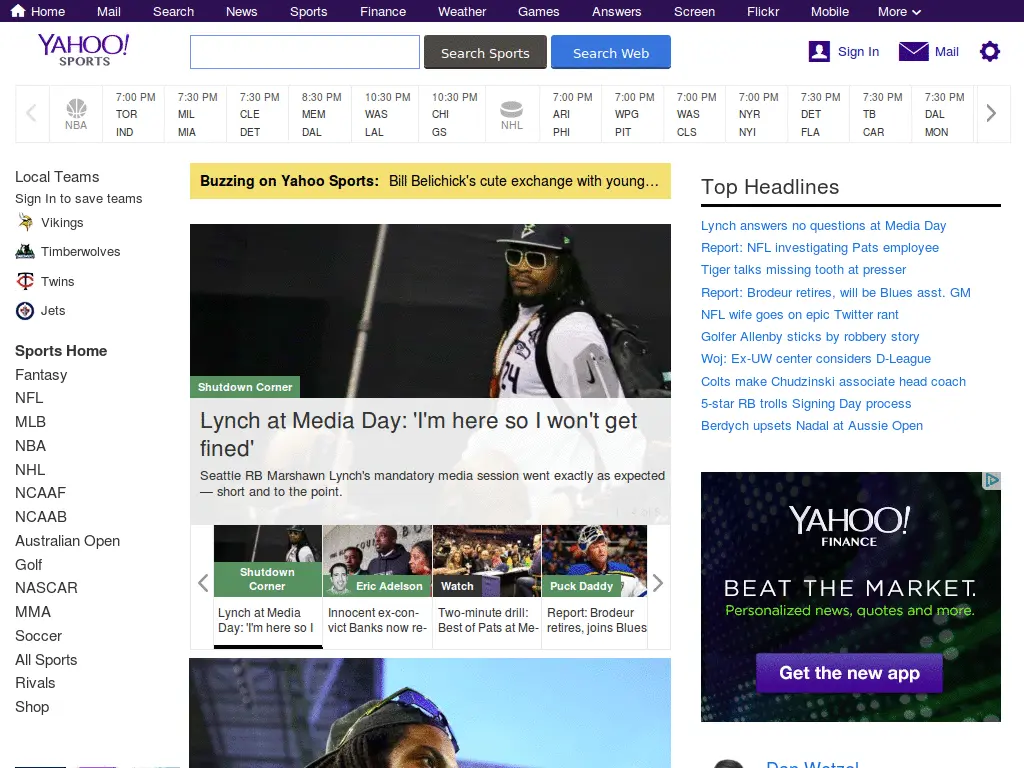 Home Mail Search News Sports Finance Weather Games Answers Screen Flickr Mobile More
YAHOO!
SPORTS
Search Sports
Search Web
Sign In
Mail
NBA
7:00 PM
TOR
IND
7:30 PM
MIL
MIA
7:30 PM
CLE
DET
8:30 PM
MEM
DAL
10:30 PM
WAS
LAL
10:30 PM
CHI
GS
NHL
7:00 PM
ARI
PHI
7:00 PM
WPG
PIT
7:00 PM
WAS
CLS
7:00 PM
NYR
NYI
7:30 PM
DET
FLA
7:30 PM
TB
CAR
7:30 PM
DAL
MON
Local Teams
Sign In to save teams
Vikings
Timberwolves
Twins
Jets
Sports Home
Fantasy
NFL
MLB
NBA
NHL
NCAAF
NCAAB
Australian Open
Golf
NASCAR
MMA
Soccer
All Sports
Rivals
Shop
Buzzing on Yahoo Sports: Bill Belichick's cute exchange with young…
24
Shutdown Corner
Lynch at Media Day: 'I'm here so I won't get
fined'
Seattle RB Marshawn Lynch's mandatory media session went exactly as expected
— short and to the point.
Shutdown
Corner
Lynch at Media
Day: 'I'm here so I
Eric Adelson
Innocent ex-con-
vict Banks now re-
Watch
Two-minute drill:
Best of Pats at Me-
Puck Daddy
Report: Brodeur
retires, joins Blues
Top Headlines
Lynch answers no questions at Media Day
Report: NFL investigating Pats employee
Tiger talks missing tooth at presser
Report: Brodeur retires, will be Blues asst. GM
NFL wife goes on epic Twitter rant
Golfer Allenby sticks by robbery story
Woj: Ex-UW center considers D-League
Colts make Chudzinski associate head coach
5-star RB trolls Signing Day process
Berdych upsets Nadal at Aussie Open
YAHOO!
FINANCE
BEAT THE MARKET.
Personalized news, quotes and more.
Get the new app
Dan Wetzel